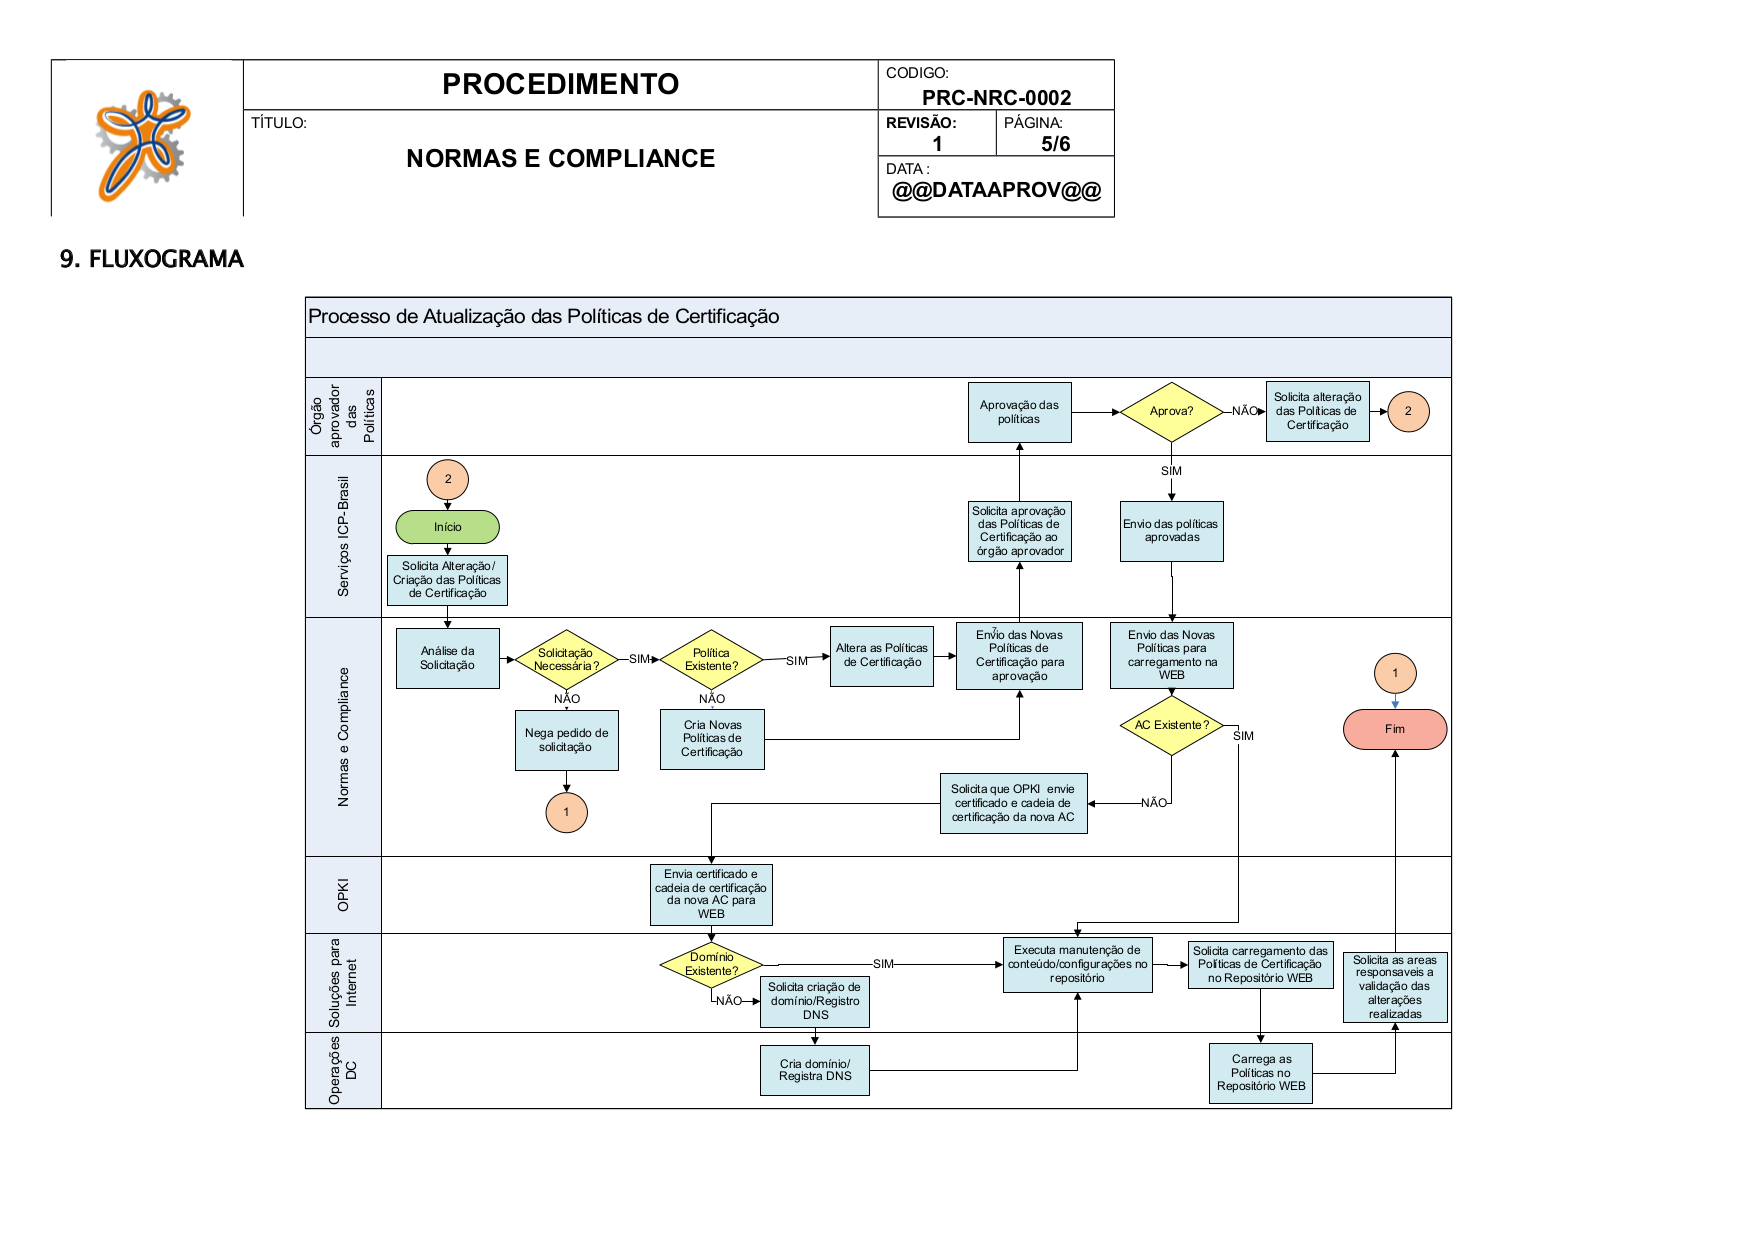 PROCEDIMENTO
CODIGO:
PRC-NRC-0002
TÍTULO:
NORMAS E COMPLIANCE
REVISÃO:
1
PÁGINA:
5/6
DATA :
@@DATAAPROV@@
9. FLUXOGRAMA
Processo de Atualização das Políticas de Certificação
Órgão
aprovador
das
Políticas
Aprovação das
políticas
Aprova?
NÃO
Solicita alteração
das Políticas de
Certificação
2
SIM
Serviços ICP-Brasil
2
Início
Solicita Alteração/
Criação das Políticas
de Certificação
Solicita aprovação
das Políticas de
Certificação ao
órgão aprovador
Envio das políticas
aprovadas
Normas e Compliance
Análise da
Solicitação
Solicitação
Necessária?
SIM
Política
Existente?
SIM
Altera as Políticas
de Certificação
7
Envio das Novas
Políticas de
Certificação para
aprovação
Envio das Novas
Políticas para
carregamento na
WEB
1
NÃO
NÃO
Nega pedido de
solicitação
Cria Novas
Políticas de
Certificação
AC Existente?
SIM
Fim
1
Solicita que OPKI envie
certificado e cadeia de
certificação da nova AC
NÃO
OPKI
Envia certificado e
cadeia de certificação
da nova AC para
WEB
Soluções para
Internet
Domínio
Existente?
SIM
NÃO
Solicita criação de
domínio/Registro
DNS
Executa manutenção de
conteúdo/configurações no
repositório
Solicita carregamento das
Políticas de Certificação
no Repositório WEB
Solicita as areas
responsaveis a
validação das
alterações
realizadas
Operações
DC
Cria domínio/
Registra DNS
Carrega as
Políticas no
Repositório WEB